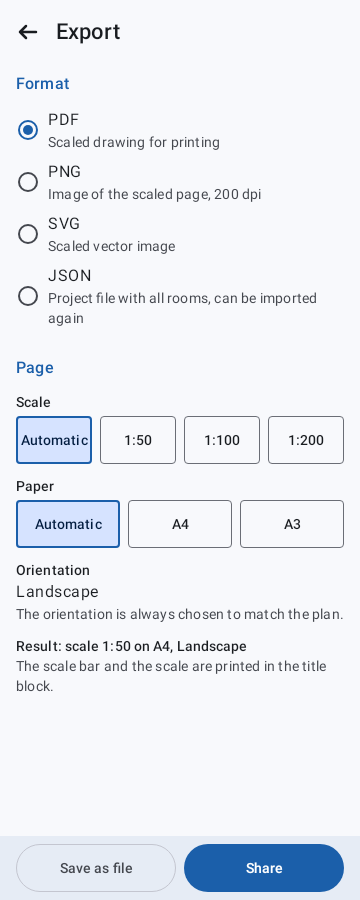 Export
Format
PDF
Scaled drawing for printing
PNG
Image of the scaled page, 200 dpi
SVG
Scaled vector image
JSON
Project file with all rooms, can be imported
again
Page
Scale
Automatic 1:50 1:100 1:200
Paper
Automatic A4 A3
Orientation
Landscape
The orientation is always chosen to match the plan.
Result: scale 1:50 on A4, Landscape
The scale bar and the scale are printed in the title
block.
Save as file Share